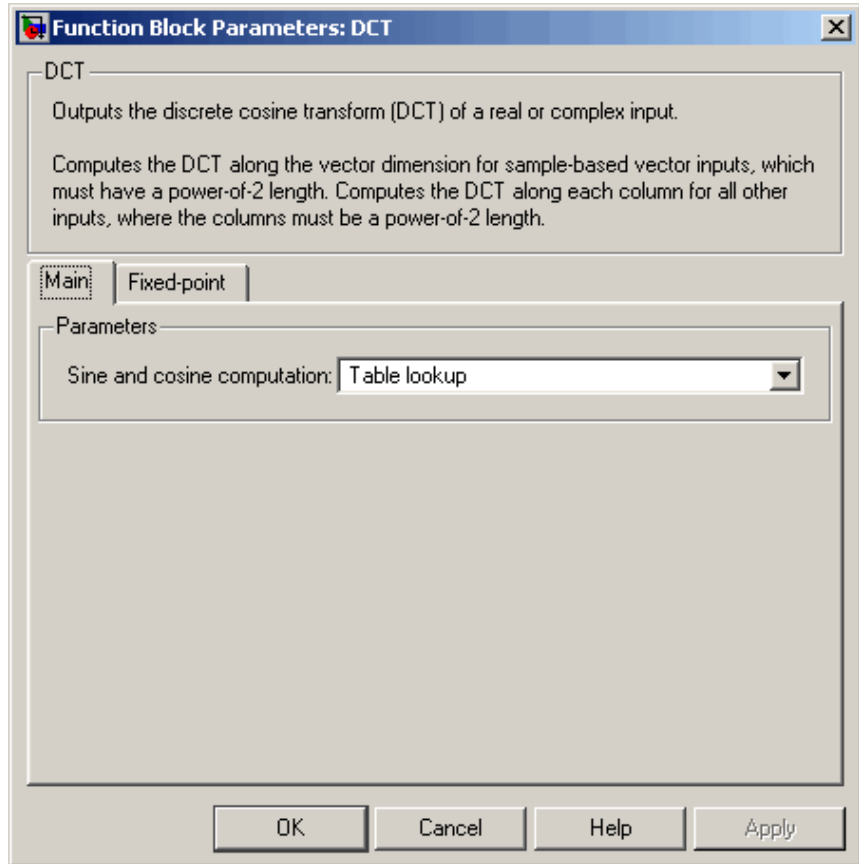 Function Block Parameters: DCT
DCT
Outputs the discrete cosine transform (DCT) of a real or complex input.
Computes the DCT along the vector dimension for sample-based vector inputs, which
must have a power-of-2 length. Computes the DCT along each column for all other
inputs, where the columns must be a power-of-2 length.
Main Fixed-point
Parameters
Sine and cosine computation: Table lookup
OK Cancel Help Apply